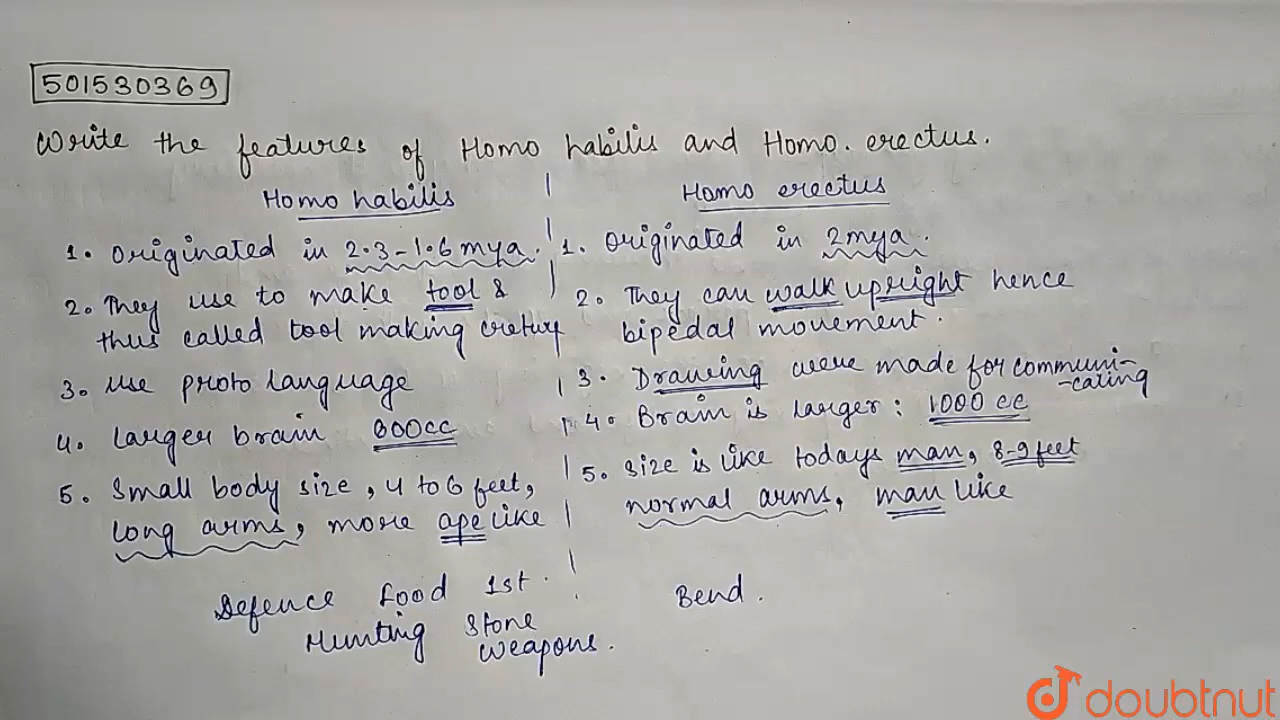 501530369
Write the features of Homo habilis and Homo. erectus.
Homo habilis
1. Originated in 2.3-1.6 mya.
2. They use to make tool &
thus called tool making creture
3. Use proto language
4. Larger brain 800cc
5. Small body size, 4 to 6 feet,
long arms, more ape like
Homo erectus
1. Originated in 2mya.
2. They can walk upright hence
bipedal movement.
3. Drawing were made for communi-
-cating
4. Brain is larger: 1000 cc
5. Size is like todays man, 8-9 feet
normal arms, man like
Defence food 1st.
Hunting Stone
Weapons.
Bend.
doubtnut